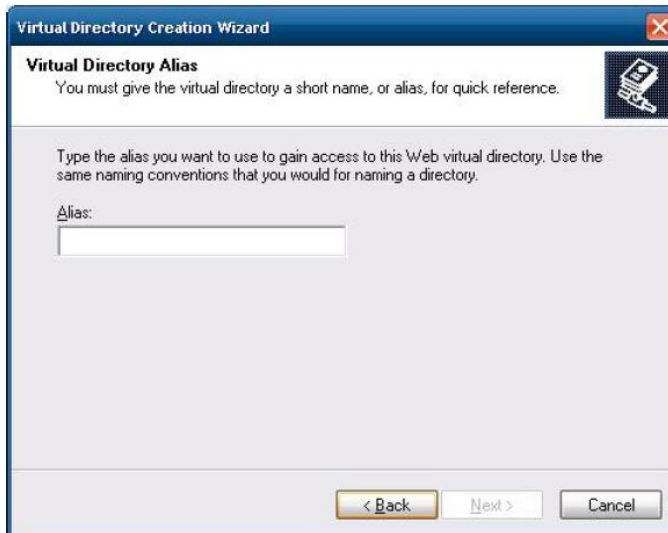 Virtual Directory Creation Wizard
Virtual Directory Alias
You must give the virtual directory a short name, or alias, for quick reference.
Type the alias you want to use to gain access to this Web virtual directory. Use the
same naming conventions that you would for naming a directory.
Alias:
< Back Next > Cancel